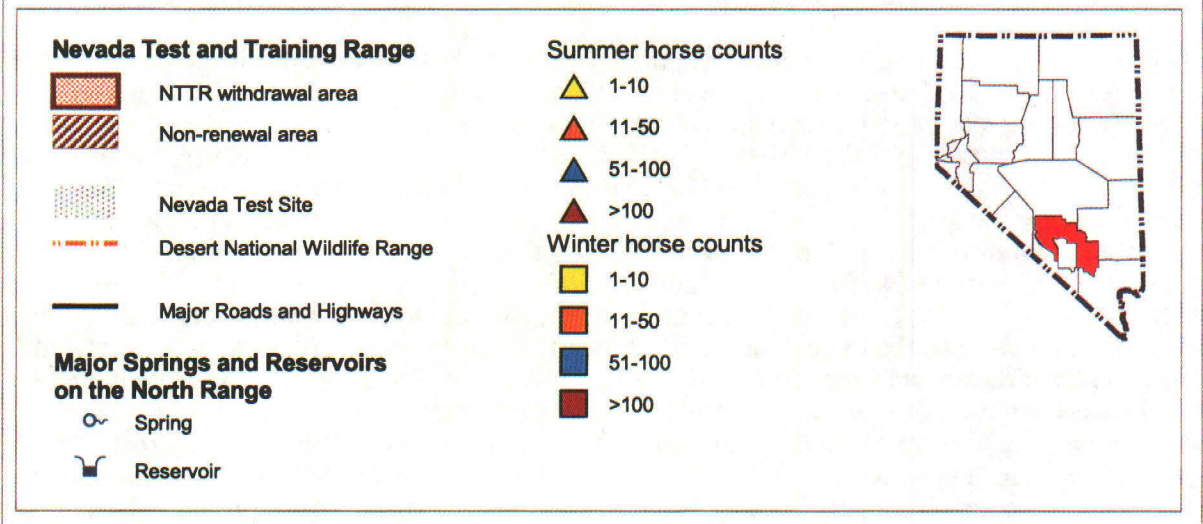 Nevada Test and Training Range
NTTR withdrawal area
Non-renewal area
Nevada Test Site
Desert National Wildlife Range
Major Roads and Highways
Major Springs and Reservoirs
on the North Range
Spring
Reservoir
Summer horse counts
1-10
11-50
51-100
>100
Winter horse counts
1-10
11-50
51-100
>100